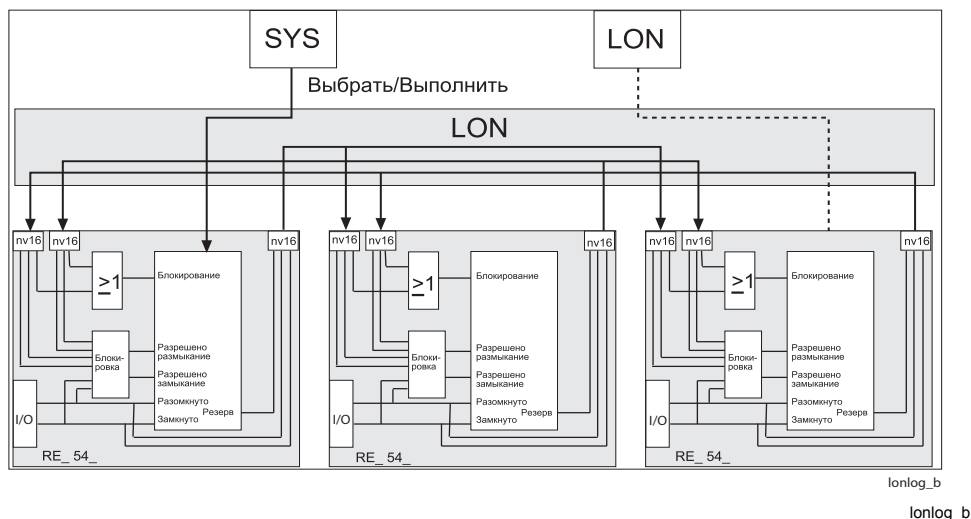 SYS
LON
Выбрать/Выполнить
LON
nv16 nv16 nv16 nv16 nv16 nv16 nv16 nv16 nv16
≥1
Блокирование
Блоки-
ровка
Разрешено
размыкание
Разрешено
замыкание
Разомкнуто
Резерв
Замкнуто
I/O
RE_ 54_
≥1
Блокирование
Блоки-
ровка
Разрешено
размыкание
Разрешено
замыкание
Разомкнуто
Резерв
Замкнуто
I/O
RE_ 54_
≥1
Блокирование
Блоки-
ровка
Разрешено
размыкание
Разрешено
замыкание
Разомкнуто
Резерв
Замкнуто
I/O
RE_ 54_
lonlog_b
lonlog_b